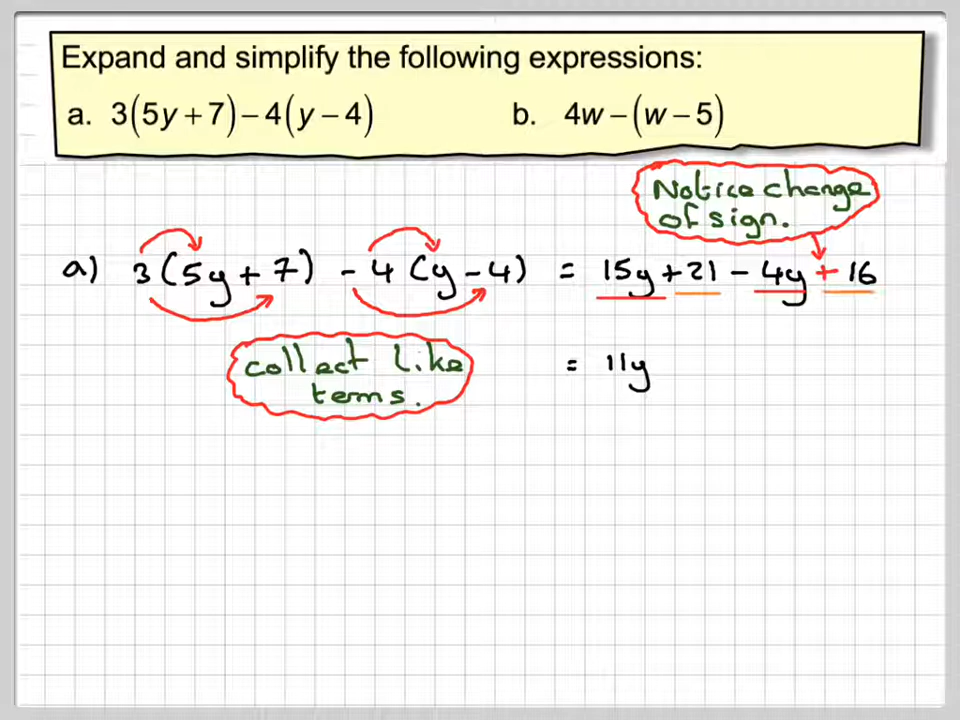 Expand and simplify the following expressions:
a. 3(5y + 7) − 4(y − 4) b. 4w − (w − 5)
Notice change
of sign.
a) 3(5y + 7) - 4(y - 4) = 15y + 21 - 4y + 16
collect like
terms.
= 11y